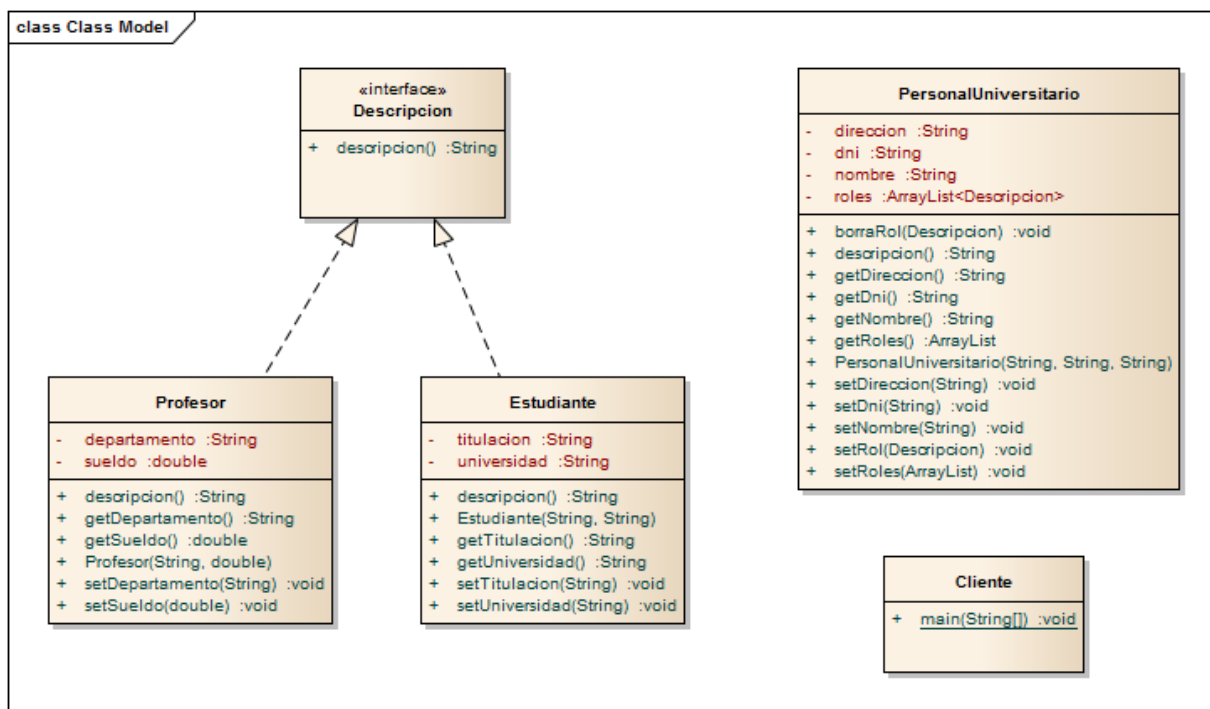 class Class Model
«interface»
Descripcion
+ descripcion() :String
PersonalUniversitario
- direccion :String
- dni :String
- nombre :String
- roles :ArrayList<Descripcion>
+ borraRol(Descripcion) :void
+ descripcion() :String
+ getDireccion() :String
+ getDni() :String
+ getNombre() :String
+ getRoles() :ArrayList
+ PersonalUniversitario(String, String, String)
+ setDireccion(String) :void
+ setDni(String) :void
+ setNombre(String) :void
+ setRol(Descripcion) :void
+ setRoles(ArrayList) :void
Profesor
- departamento :String
- sueldo :double
+ descripcion() :String
+ getDepartamento() :String
+ getSueldo() :double
+ Profesor(String, double)
+ setDepartamento(String) :void
+ setSueldo(double) :void
Estudiante
- titulacion :String
- universidad :String
+ descripcion() :String
+ Estudiante(String, String)
+ getTitulacion() :String
+ getUniversidad() :String
+ setTitulacion(String) :void
+ setUniversidad(String) :void
Cliente
+ main(String[]) :void